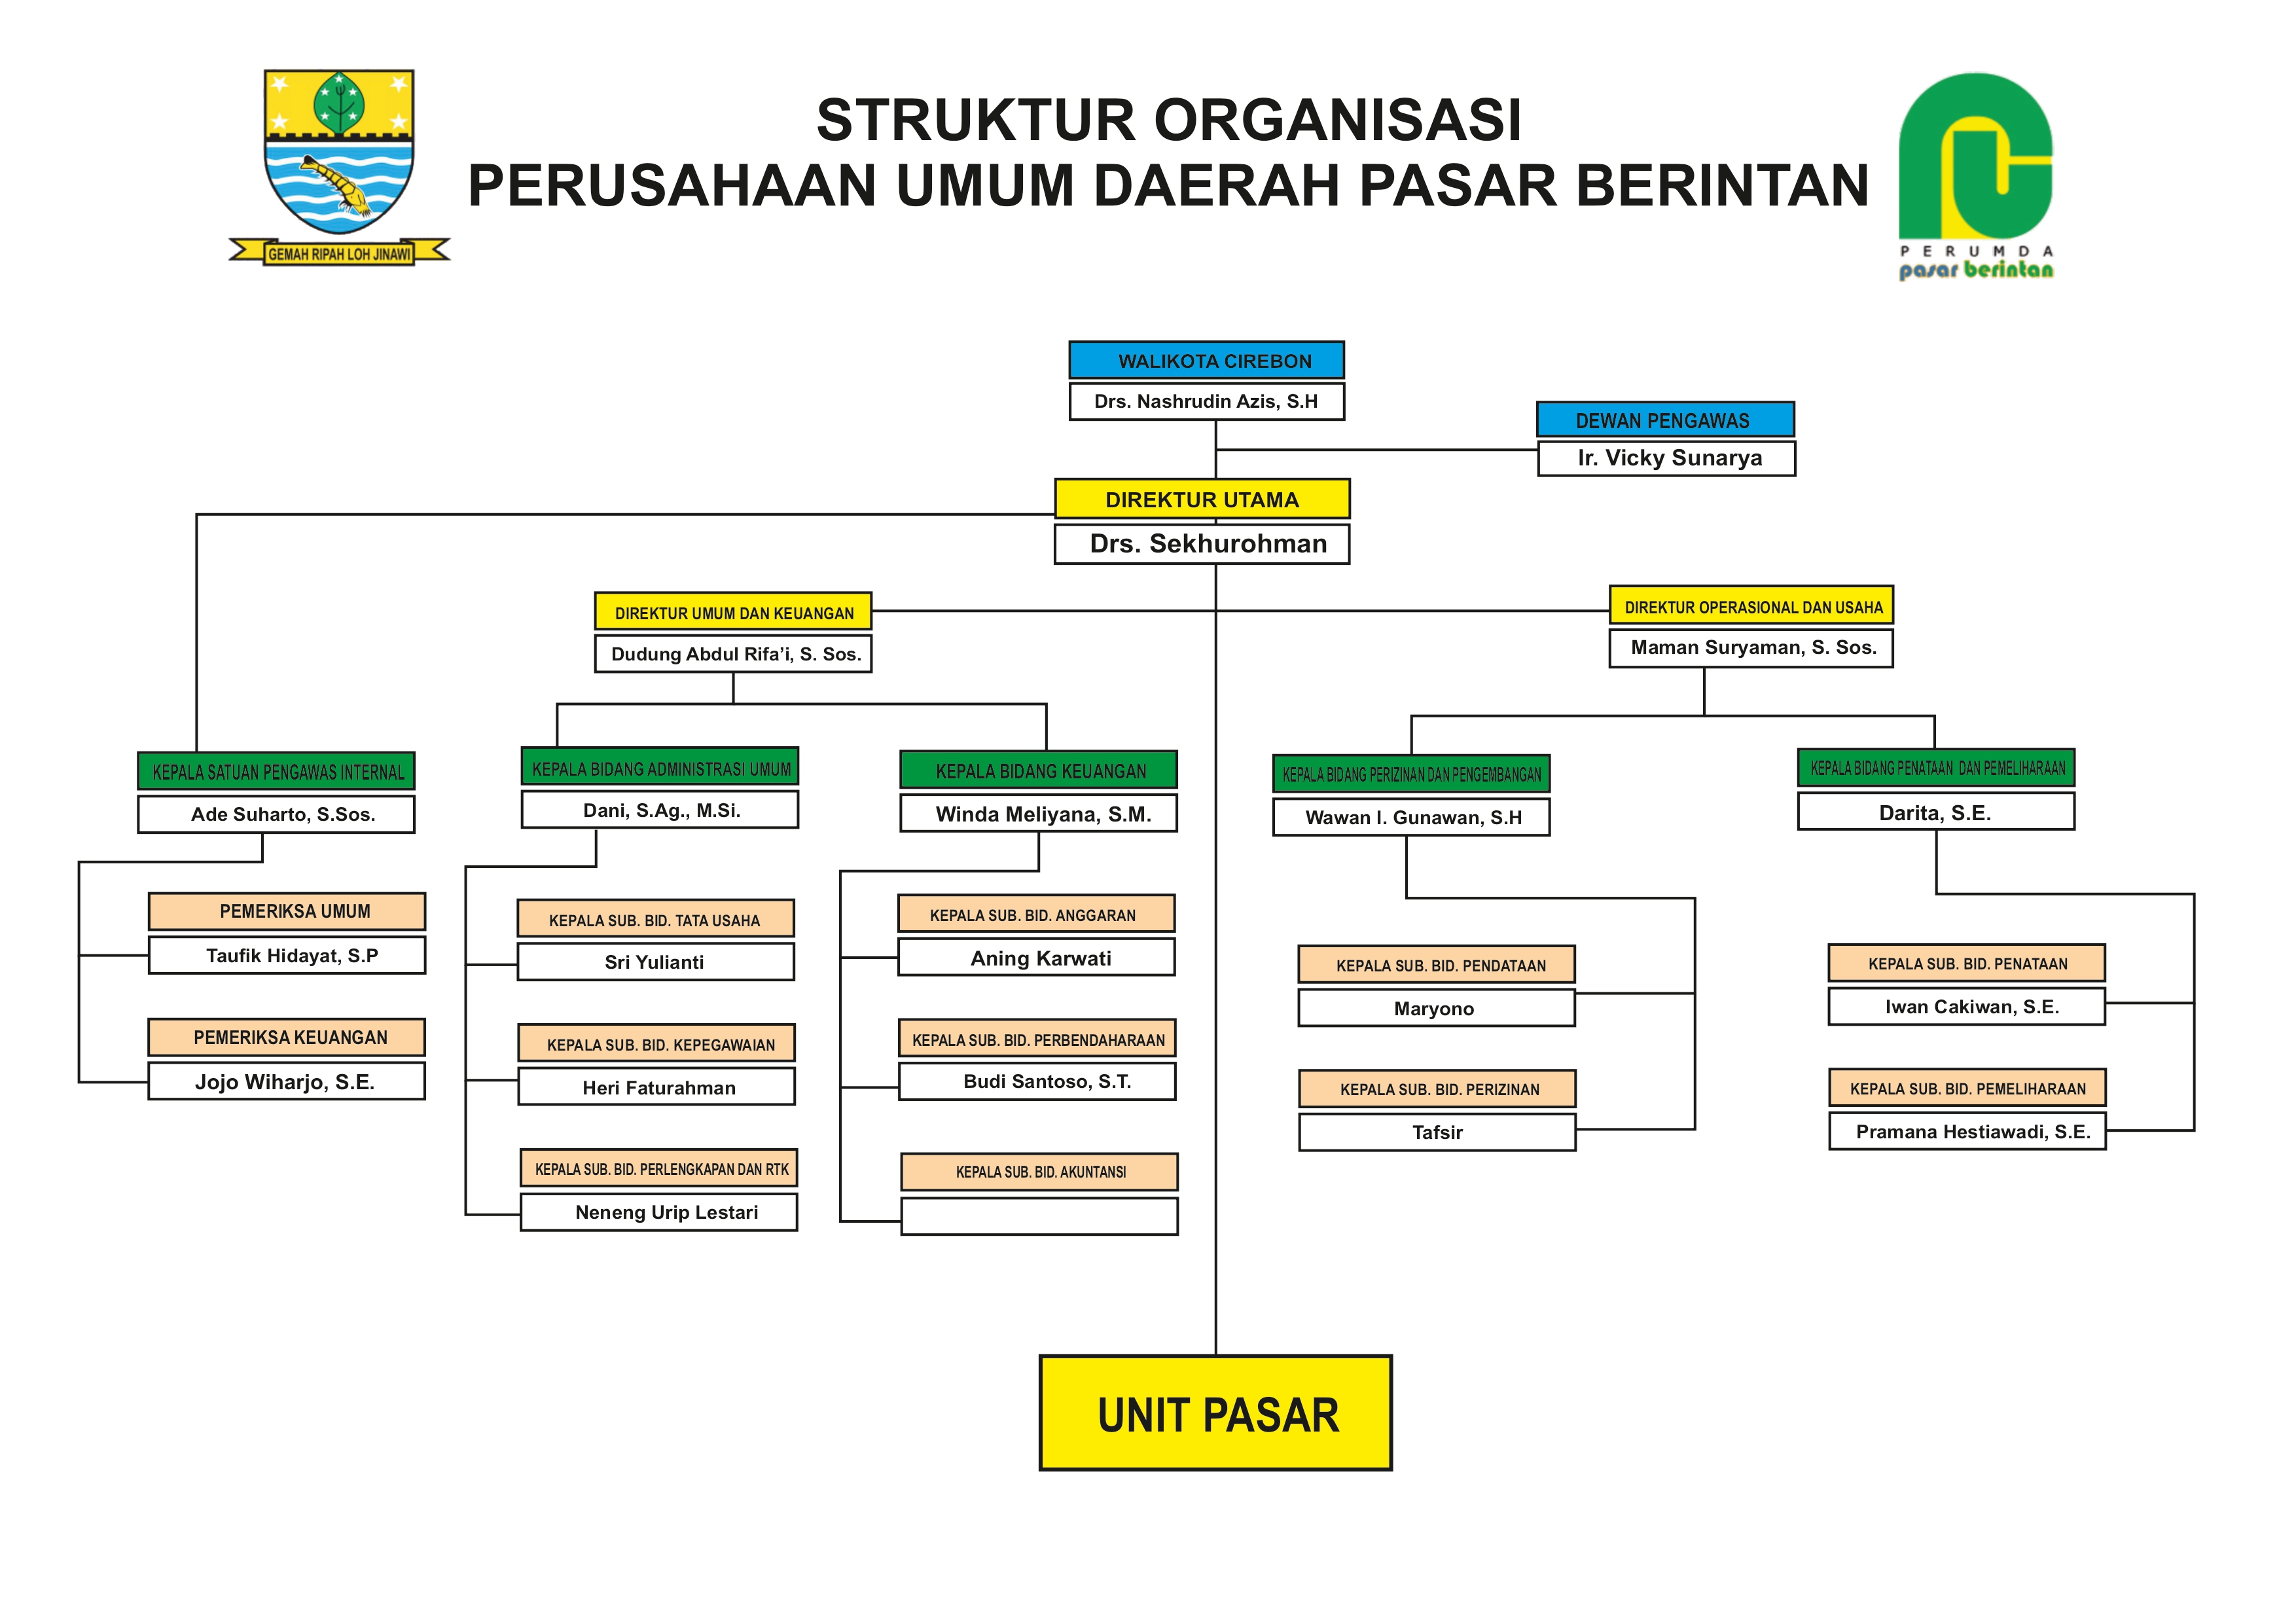 STRUKTUR ORGANISASI
PERUSAHAAN UMUM DAERAH PASAR BERINTAN
GEMAH RIPAH LOH JINAWI
PERUMDA
pasar berintan
WALIKOTA CIREBON
Drs. Nashrudin Azis, S.H
DEWAN PENGAWAS
Ir. Vicky Sunarya
DIREKTUR UTAMA
Drs. Sekhurohman
DIREKTUR UMUM DAN KEUANGAN
Dudung Abdul Rifa’i, S. Sos.
DIREKTUR OPERASIONAL DAN USAHA
Maman Suryaman, S. Sos.
KEPALA SATUAN PENGAWAS INTERNAL
Ade Suharto, S.Sos.
PEMERIKSA UMUM
Taufik Hidayat, S.P
PEMERIKSA KEUANGAN
Jojo Wiharjo, S.E.
KEPALA BIDANG ADMINISTRASI UMUM
Dani, S.Ag., M.Si.
KEPALA SUB. BID. TATA USAHA
Sri Yulianti
KEPALA SUB. BID. KEPEGAWAIAN
Heri Faturahman
KEPALA SUB. BID. PERLENGKAPAN DAN RTK
Neneng Urip Lestari
KEPALA BIDANG KEUANGAN
Winda Meliyana, S.M.
KEPALA SUB. BID. ANGGARAN
Aning Karwati
KEPALA SUB. BID. PERBENDAHARAAN
Budi Santoso, S.T.
KEPALA SUB. BID. AKUNTANSI
KEPALA BIDANG PERIZINAN DAN PENGEMBANGAN
Wawan I. Gunawan, S.H
KEPALA SUB. BID. PENDATAAN
Maryono
KEPALA SUB. BID. PERIZINAN
Tafsir
KEPALA BIDANG PENATAAN DAN PEMELIHARAAN
Darita, S.E.
KEPALA SUB. BID. PENATAAN
Iwan Cakiwan, S.E.
KEPALA SUB. BID. PEMELIHARAAN
Pramana Hestiawadi, S.E.
UNIT PASAR